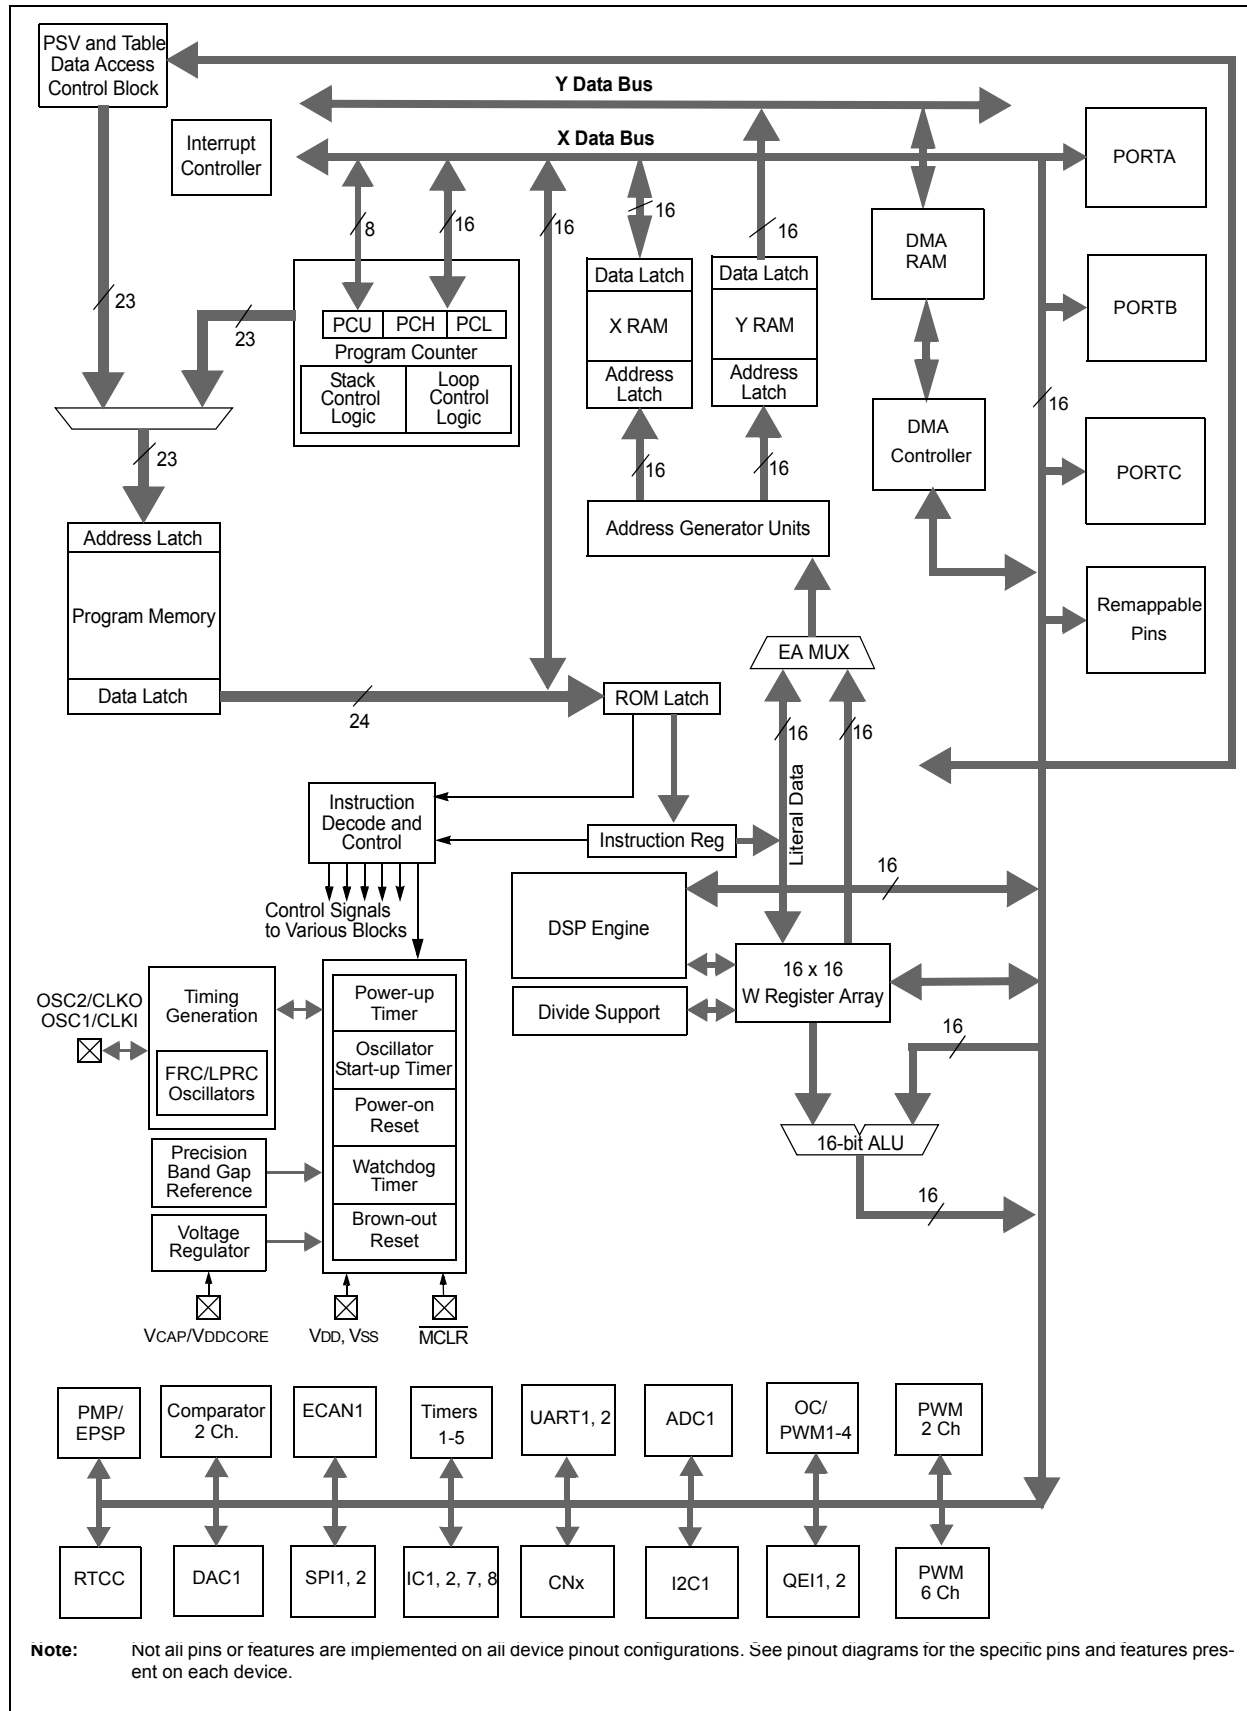 PSV and Table
Data Access
Control Block
Y Data Bus
Interrupt
Controller
X Data Bus
PORTA
8
16
16
16
16
DMA
RAM
23
23
Data Latch
Data Latch
PCU
PCH
PCL
X RAM
Y RAM
PORTB
Program Counter
Stack
Control
Logic
Loop
Control
Logic
Address
Latch
Address
Latch
16
23
DMA
Controller
16
16
PORTC
Address Latch
Address Generator Units
Program Memory
Remappable
Pins
EA MUX
Data Latch
24
ROM Latch
16
16
Instruction
Decode and
Control
Literal Data
Instruction Reg
16
Control Signals
to Various Blocks
DSP Engine
16 x 16
W Register Array
Divide Support
OSC2/CLKO
OSC1/CLKI
Timing
Generation
Power-up
Timer
16
FRC/LPRC
Oscillators
Oscillator
Start-up Timer
Power-on
Reset
16-bit ALU
Precision
Band Gap
Reference
Watchdog
Timer
16
Voltage
Regulator
Brown-out
Reset
VCAP/VDDCORE
VDD, VSS
MCLR
PMP/
EPSP
Comparator
2 Ch.
ECAN1
Timers
1-5
UART1, 2
ADC1
OC/
PWM1-4
PWM
2 Ch
RTCC
DAC1
SPI1, 2
IC1, 2, 7, 8
CNx
I2C1
QEI1, 2
PWM
6 Ch
Note: Not all pins or features are implemented on all device pinout configurations. See pinout diagrams for the specific pins and features pres-
ent on each device.